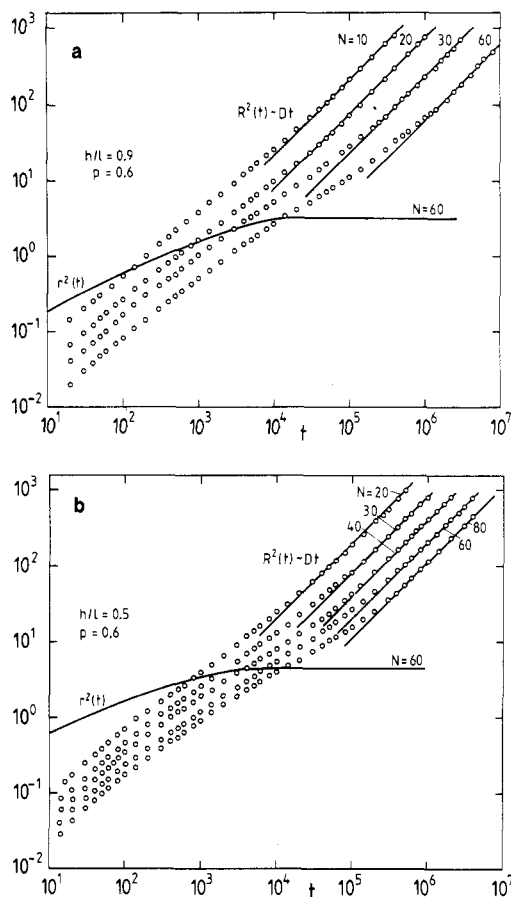 a
10³
10²
10¹
10⁰
10⁻¹
10⁻²
N=10
20
30
60
R²(t)~Dt
h/l=0.9
p=0.6
N=60
r²(t)
10¹ 10² 10³ 10⁴ 10⁵ 10⁶ 10⁷
t
b
10³
10²
10¹
10⁰
10⁻¹
10⁻²
N=20
30
40
80
60
R²(t)~Dt
h/l=0.5
p=0.6
N=60
r²(t)
10¹ 10² 10³ 10⁴ 10⁵ 10⁶ 10⁷
t